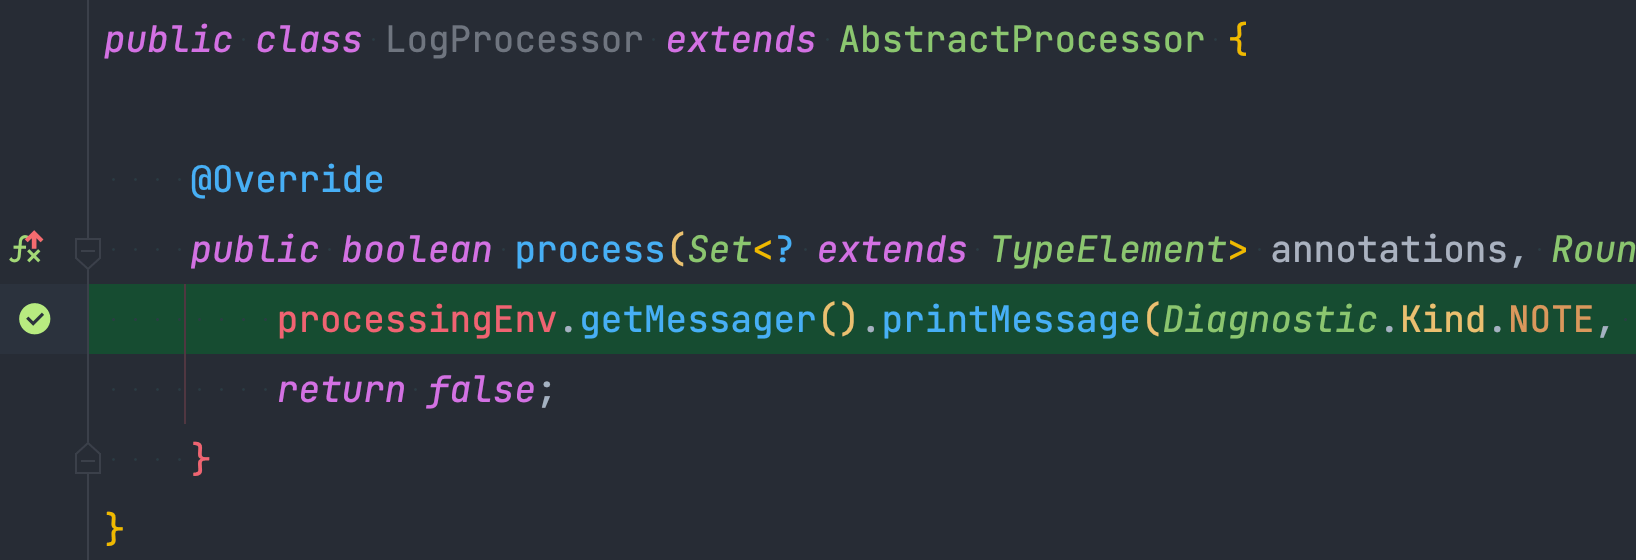 public class LogProcessor extends AbstractProcessor {
@Override
public boolean process(Set<? extends TypeElement> annotations, Roun
processingEnv.getMessager().printMessage(Diagnostic.Kind.NOTE,
return false;
}
}